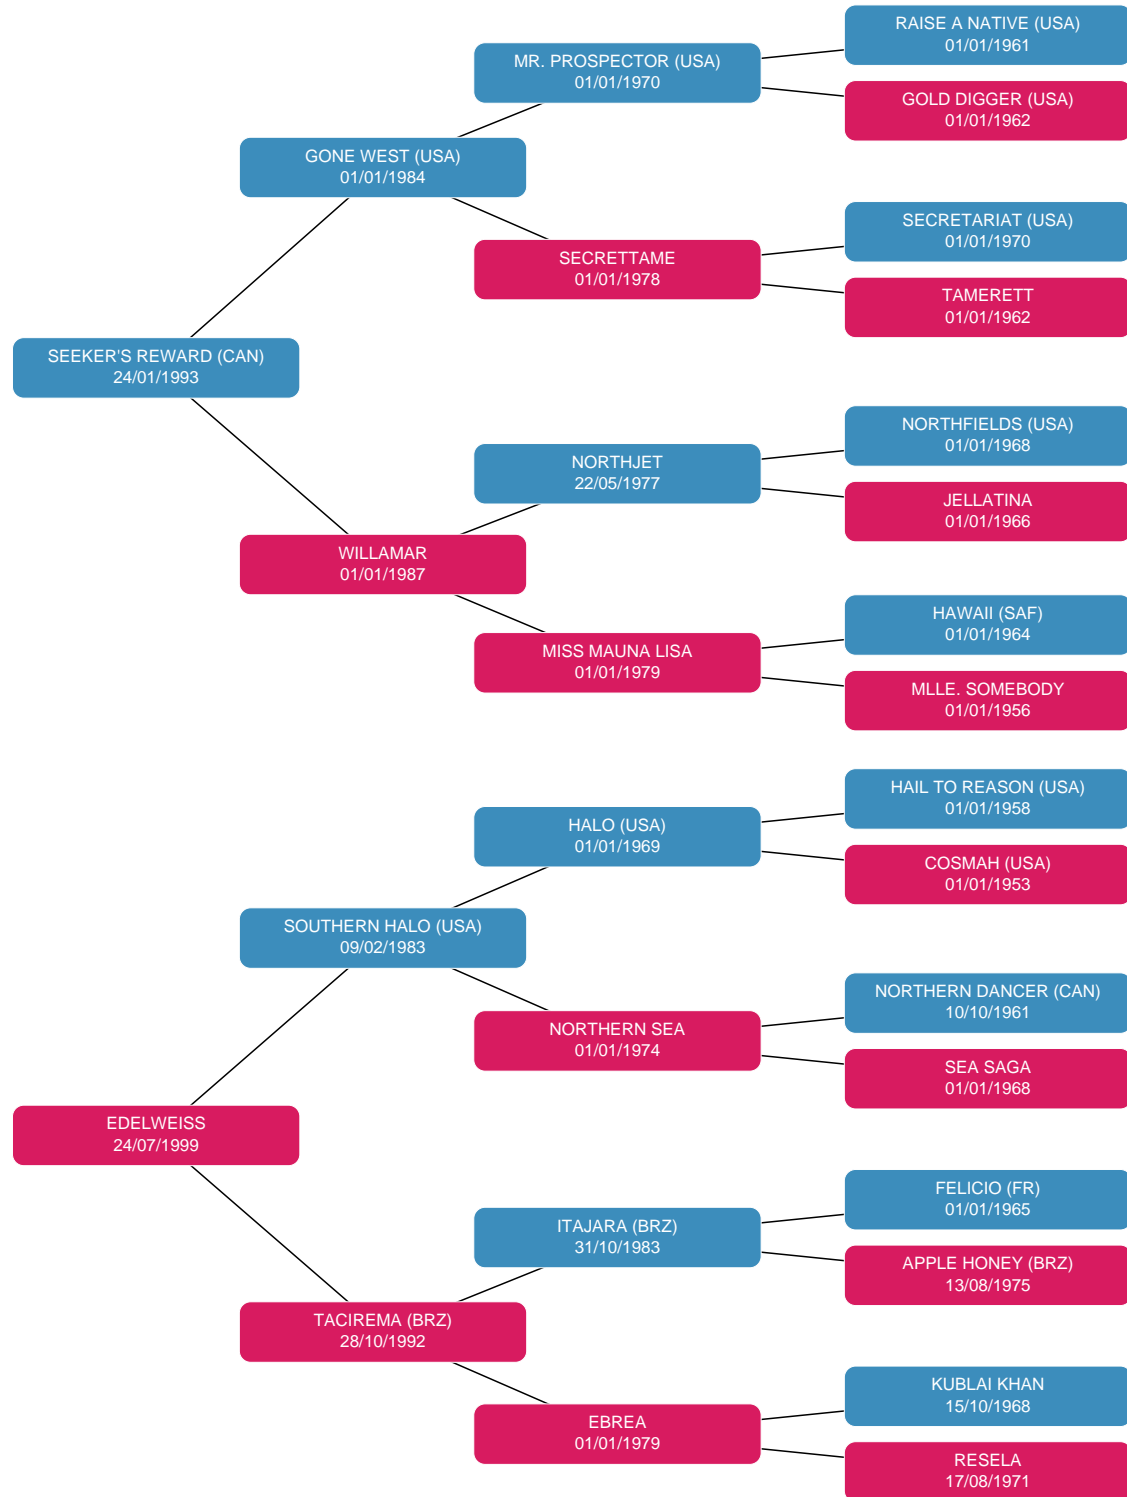 RAISE A NATIVE (USA)
01/01/1961
MR. PROSPECTOR (USA)
01/01/1970
GOLD DIGGER (USA)
01/01/1962
GONE WEST (USA)
01/01/1984
SECRETARIAT (USA)
01/01/1970
SECRETTAME
01/01/1978
TAMERETT
01/01/1962
SEEKER'S REWARD (CAN)
24/01/1993
NORTHFIELDS (USA)
01/01/1968
NORTHJET
22/05/1977
JELLATINA
01/01/1966
WILLAMAR
01/01/1987
HAWAII (SAF)
01/01/1964
MISS MAUNA LISA
01/01/1979
MLLE. SOMEBODY
01/01/1956
HAIL TO REASON (USA)
01/01/1958
HALO (USA)
01/01/1969
COSMAH (USA)
01/01/1953
SOUTHERN HALO (USA)
09/02/1983
NORTHERN DANCER (CAN)
10/10/1961
NORTHERN SEA
01/01/1974
SEA SAGA
01/01/1968
EDELWEISS
24/07/1999
FELICIO (FR)
01/01/1965
ITAJARA (BRZ)
31/10/1983
APPLE HONEY (BRZ)
13/08/1975
TACIREMA (BRZ)
28/10/1992
KUBLAI KHAN
15/10/1968
EBREA
01/01/1979
RESELA
17/08/1971